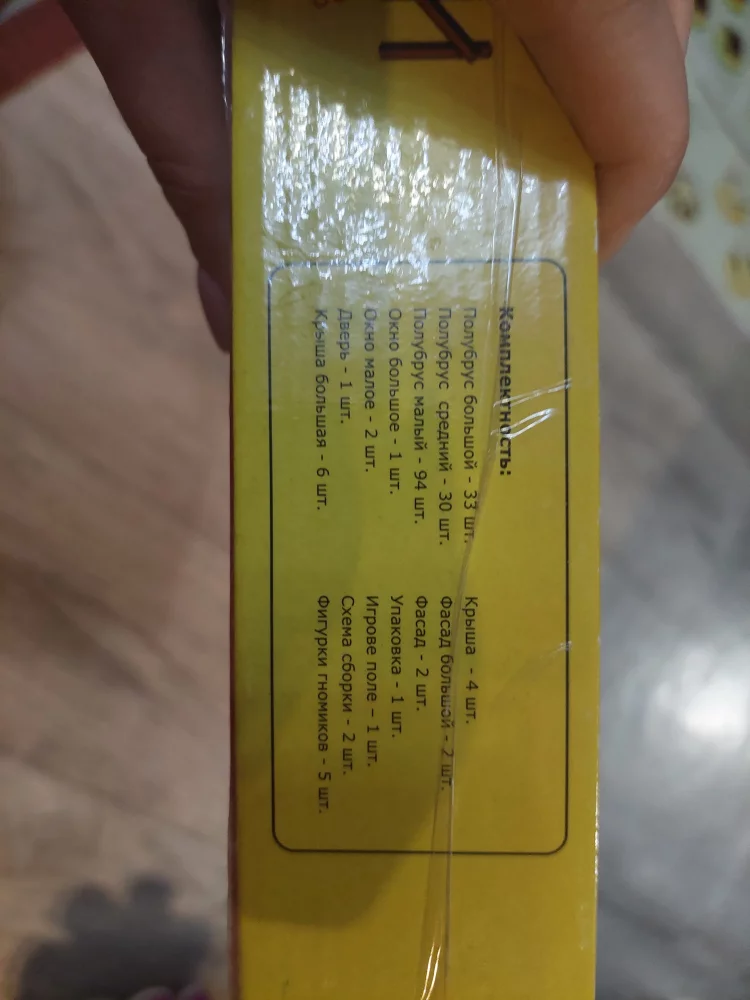 Комплектность:
Полубрус большой - 33 шт.
Полубрус средний - 30 шт.
Полубрус малый - 94 шт.
Окно большое - 1 шт.
Окно малое - 2 шт.
Дверь - 1 шт.
Крыша большая - 6 шт.
Крыша - 4 шт.
Фасад большой - 2 шт.
Фасад - 2 шт.
Упаковка - 1 шт.
Игрове поле – 1 шт.
Схема сборки - 2 шт.
Фигурки гномиков - 5 шт.